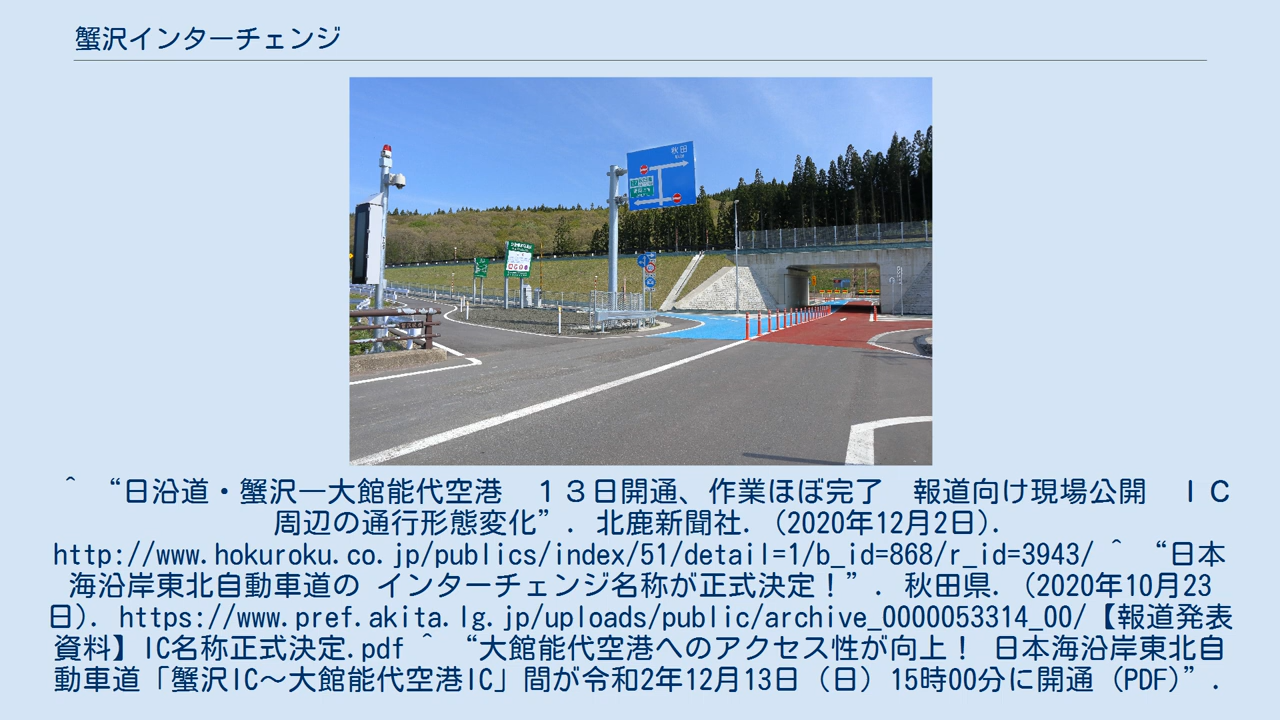 蟹沢インターチェンジ
秋田
^ “日沿道・蟹沢―大館能代空港　１３日開通、作業ほぼ完了　報道向け現場公開　ＩＣ
周辺の通行形態変化”. 北鹿新聞社. (2020年12月2日).
http://www.hokuroku.co.jp/publics/index/51/detail=1/b_id=868/r_id=3943/ ^ “日本
海沿岸東北自動車道の インターチェンジ名称が正式決定！”. 秋田県. (2020年10月23
日). https://www.pref.akita.lg.jp/uploads/public/archive_0000053314_00/【報道発表
資料】IC名称正式決定.pdf ^ “大館能代空港へのアクセス性が向上！ 日本海沿岸東北自
動車道「蟹沢IC～大館能代空港IC」間が令和2年12月13日（日）15時00分に開通（PDF）”.